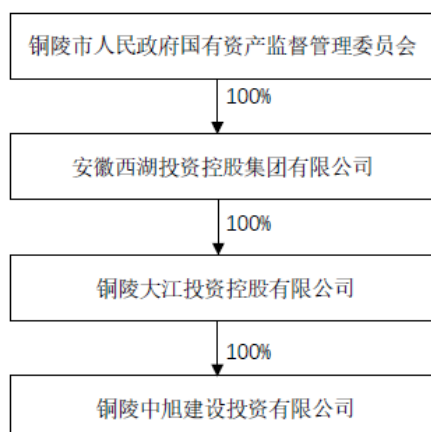 铜陵市人民政府国有资产监督管理委员会
100%
安徽西湖投资控股集团有限公司
100%
铜陵大江投资控股有限公司
100%
铜陵中旭建设投资有限公司